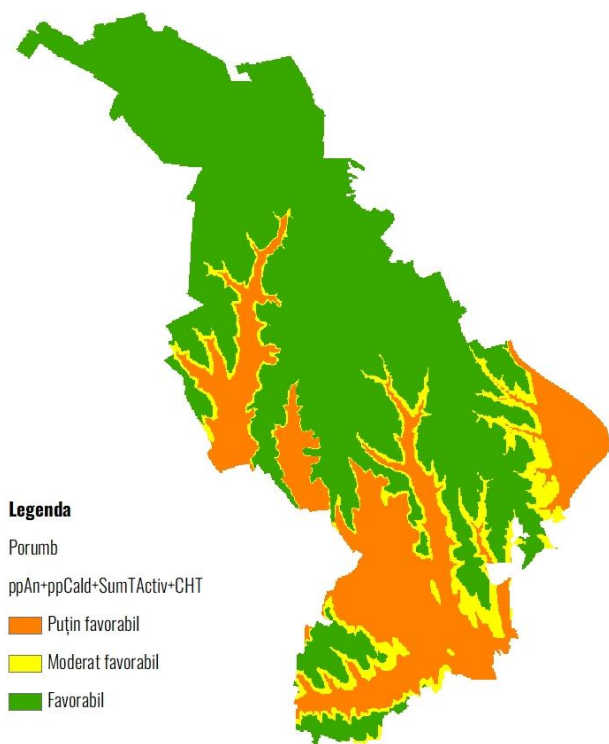 Legenda
Porumb
ppAn+ppCald+SumTActiv+CHT
Puțin favorabil
Moderat favorabil
Favorabil